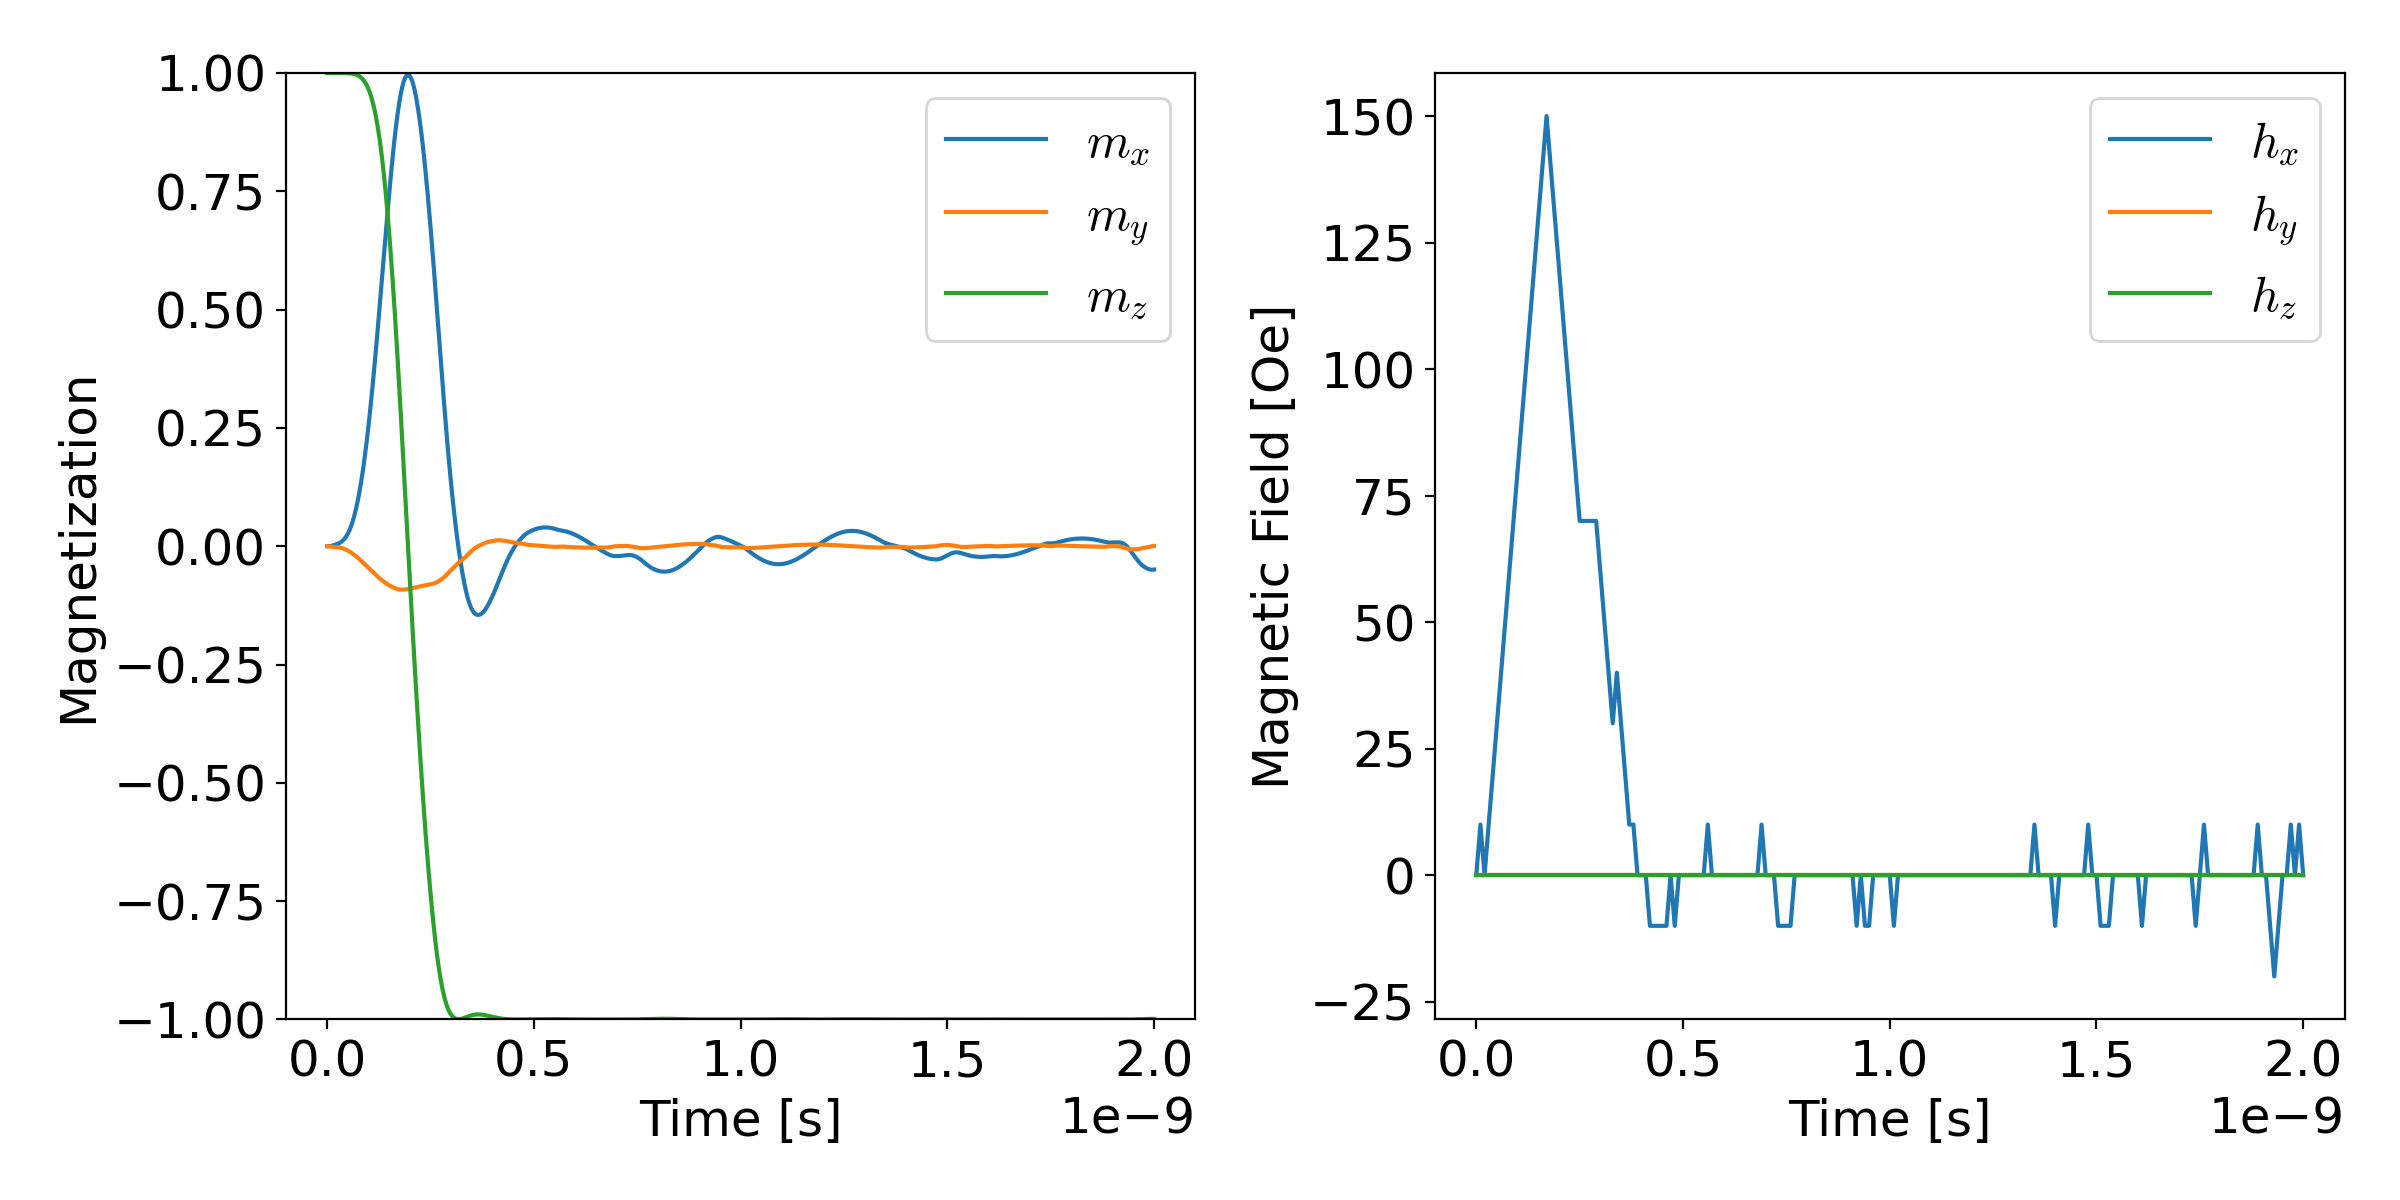 1.00
0.75
0.50
0.25
0.00
−0.25
−0.50
−0.75
−1.00
Magnetization
0.0 0.5 1.0 1.5 2.0
Time [s]
1e−9
m_x
m_y
m_z
150
125
100
75
50
25
0
−25
Magnetic Field [Oe]
0.0 0.5 1.0 1.5 2.0
Time [s]
1e−9
h_x
h_y
h_z